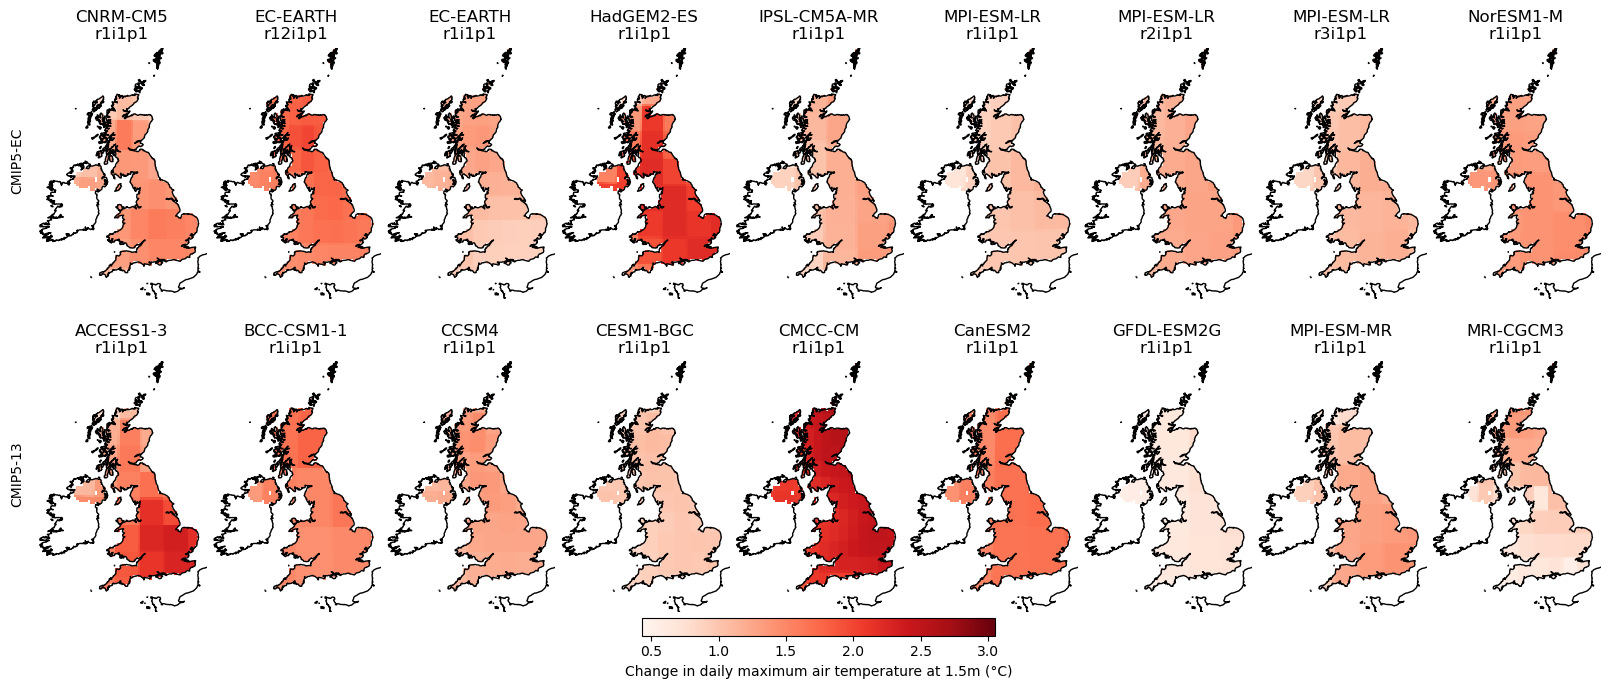 CNRM-CM5 EC-EARTH EC-EARTH HadGEM2-ES IPSL-CM5A-MR MPI-ESM-LR MPI-ESM-LR MPI-ESM-LR NorESM1-M
r1i1p1 r12i1p1 r1i1p1 r1i1p1 r1i1p1 r1i1p1 r2i1p1 r3i1p1 r1i1p1
CMIP5-EC
ACCESS1-3 BCC-CSM1-1 CCSM4 CESM1-BGC CMCC-CM CanESM2 GFDL-ESM2G MPI-ESM-MR MRI-CGCM3
r1i1p1 r1i1p1 r1i1p1 r1i1p1 r1i1p1 r1i1p1 r1i1p1 r1i1p1 r1i1p1
CMIP5-13
0.5 1.0 1.5 2.0 2.5 3.0
Change in daily maximum air temperature at 1.5m (°C)